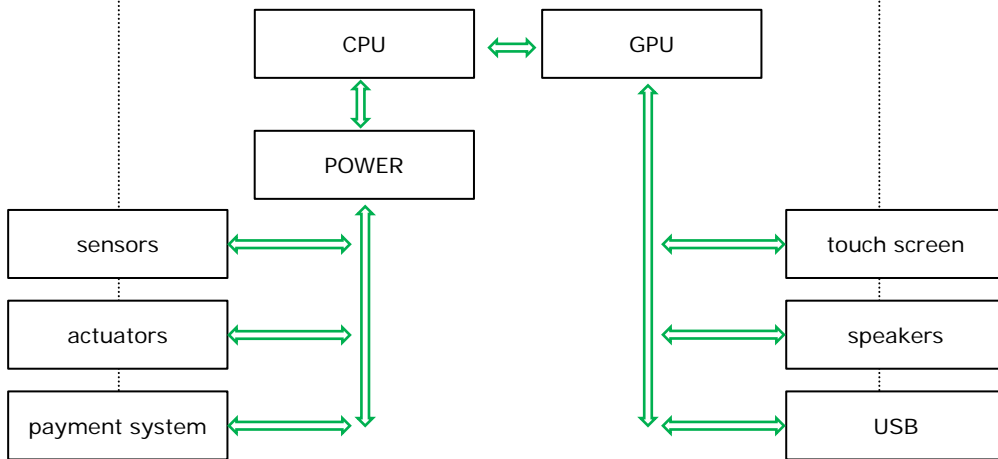 CPU
GPU
POWER
sensors
touch screen
actuators
speakers
payment system
USB